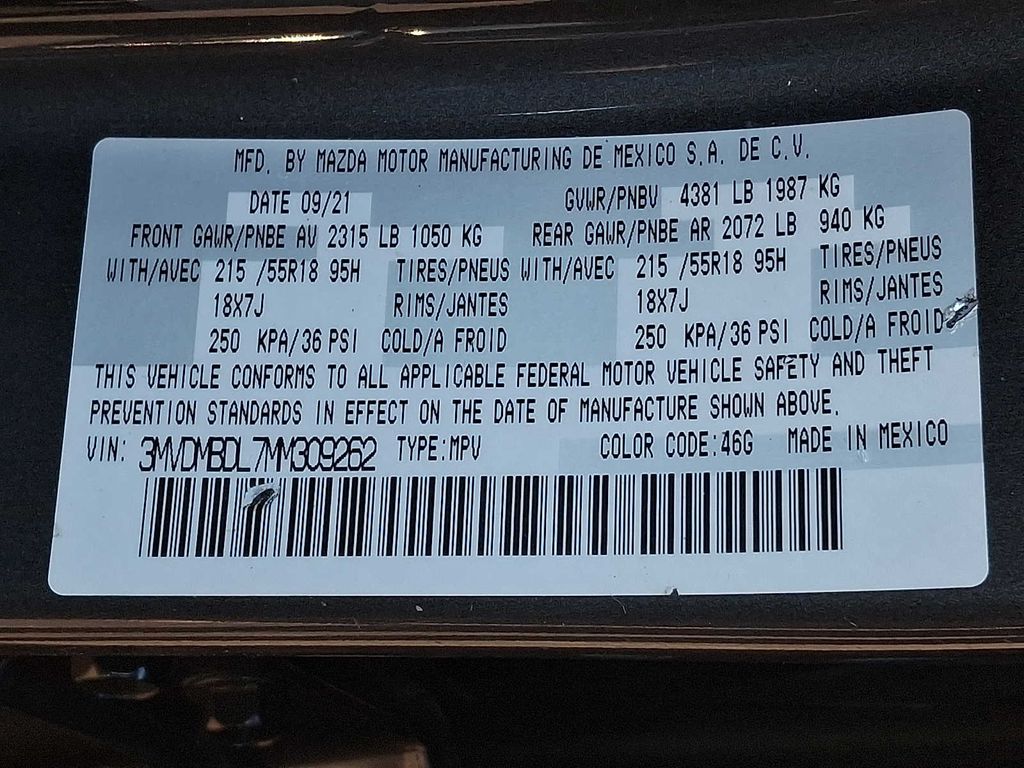 MFD. BY MAZDA MOTOR MANUFACTURING DE MEXICO S.A. DE C.V.
DATE 09/21 GVWR/PNBV 4381 LB 1987 KG
FRONT GAWR/PNBE AV 2315 LB 1050 KG REAR GAWR/PNBE AR 2072 LB 940 KG
WITH/AVEC 215 /55R18 95H TIRES/PNEUS WITH/AVEC 215 /55R18 95H TIRES/PNEUS
18X7J RIMS/JANTES 18X7J RIMS/JANTES
250 KPA/36 PSI COLD/A FROID 250 KPA/36 PSI COLD/A FROID
THIS VEHICLE CONFORMS TO ALL APPLICABLE FEDERAL MOTOR VEHICLE SAFETY AND THEFT
PREVENTION STANDARDS IN EFFECT ON THE DATE OF MANUFACTURE SHOWN ABOVE.
VIN: 3MVDMBDL7MM309262 TYPE:MPV COLOR CODE:46G MADE IN MEXICO